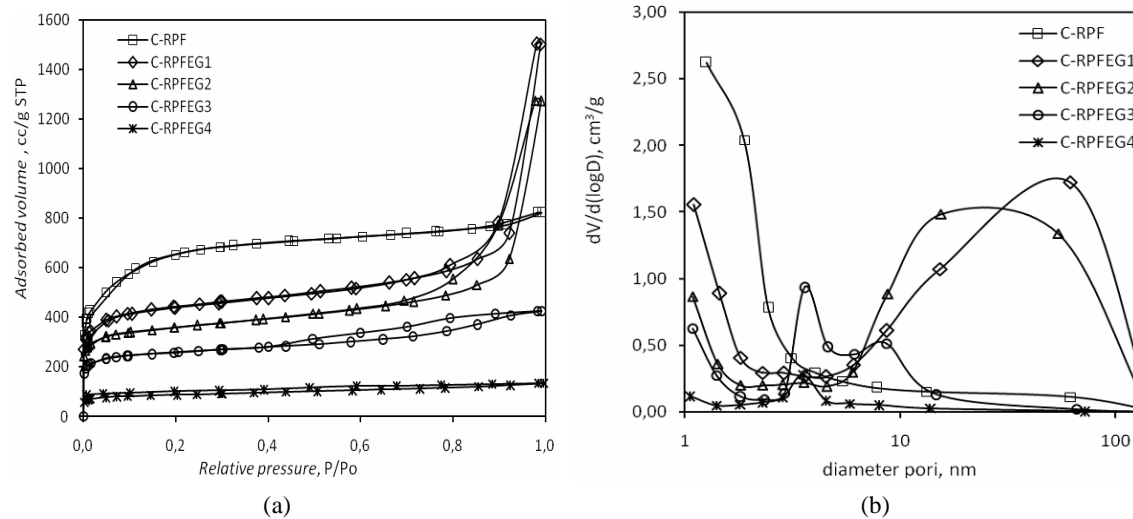 1600
1400
1200
1000
800
600
400
200
0
Adsorbed volume , cc/g STP
C-RPF
C-RPFEG1
C-RPFEG2
C-RPFEG3
C-RPFEG4
0,0 0,2 0,4 0,6 0,8 1,0
Relative pressure, P/Po
(a)
3,00
2,50
2,00
1,50
1,00
0,50
0,00
dV/d(logD), cm³/g
C-RPF
C-RPFEG1
C-RPFEG2
C-RPFEG3
C-RPFEG4
1 10 100
diameter pori, nm
(b)